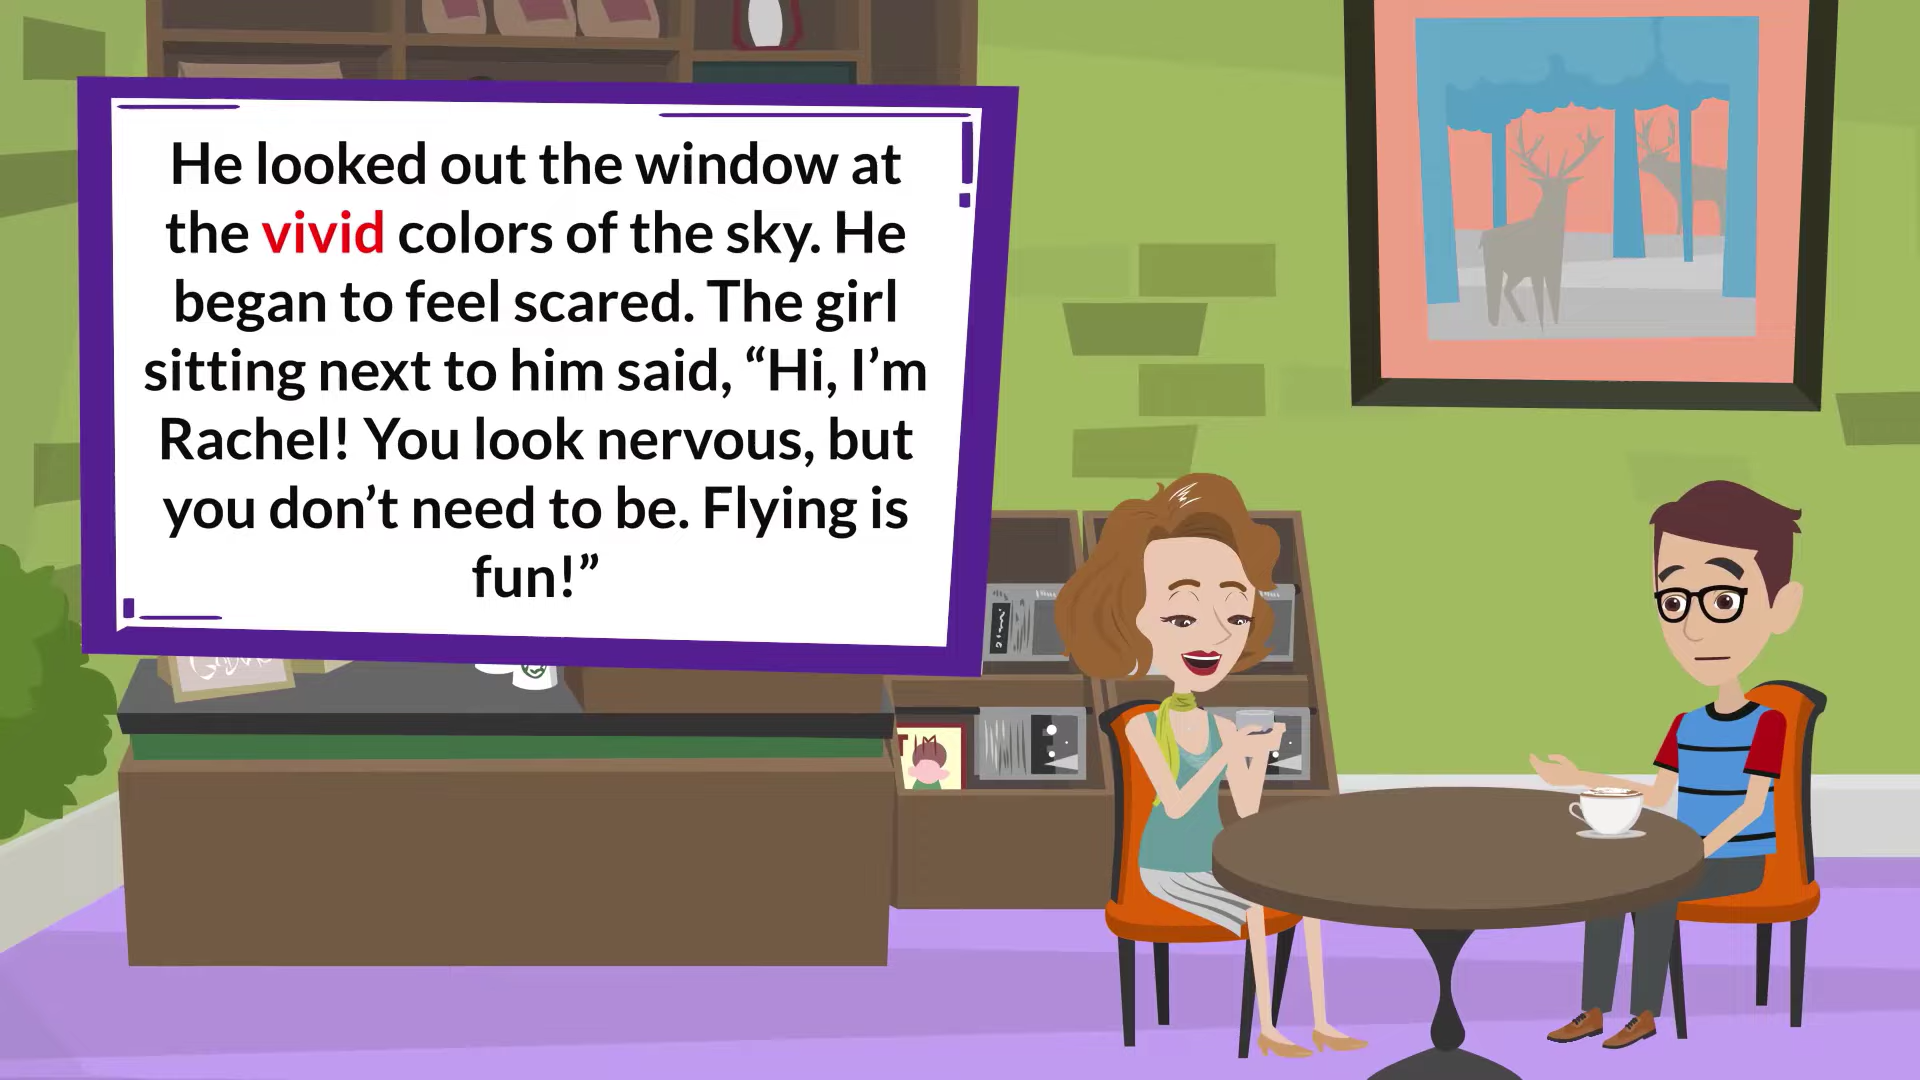 He looked out the window at
the vivid colors of the sky. He
began to feel scared. The girl
sitting next to him said, “Hi, I’m
Rachel! You look nervous, but
you don’t need to be. Flying is
fun!”
TIM